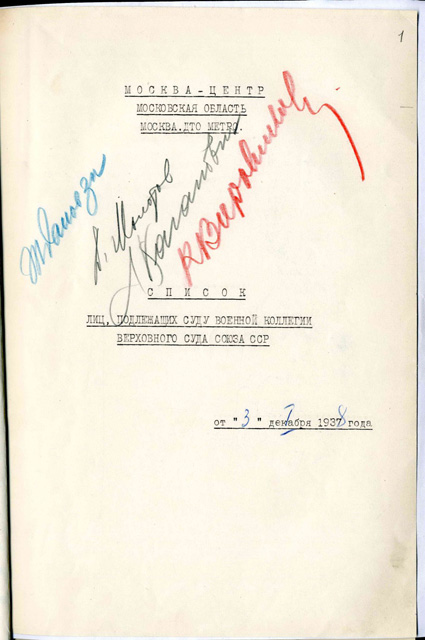 1
МОСКВА-ЦЕНТР
МОСКОВСКАЯ ОБЛАСТЬ
МОСКВА.ДТО МЕТRO.
Жданов
В. Молотов
Л Каганович
К Ворошилов
СПИСОК
ЛИЦ, ПОДЛЕЖАЩИХ СУДУ ВОЕННОЙ КОЛЛЕГИИ
ВЕРХОВНОГО СУДА СОЮЗА ССР
от "3" декабря I 1938 года